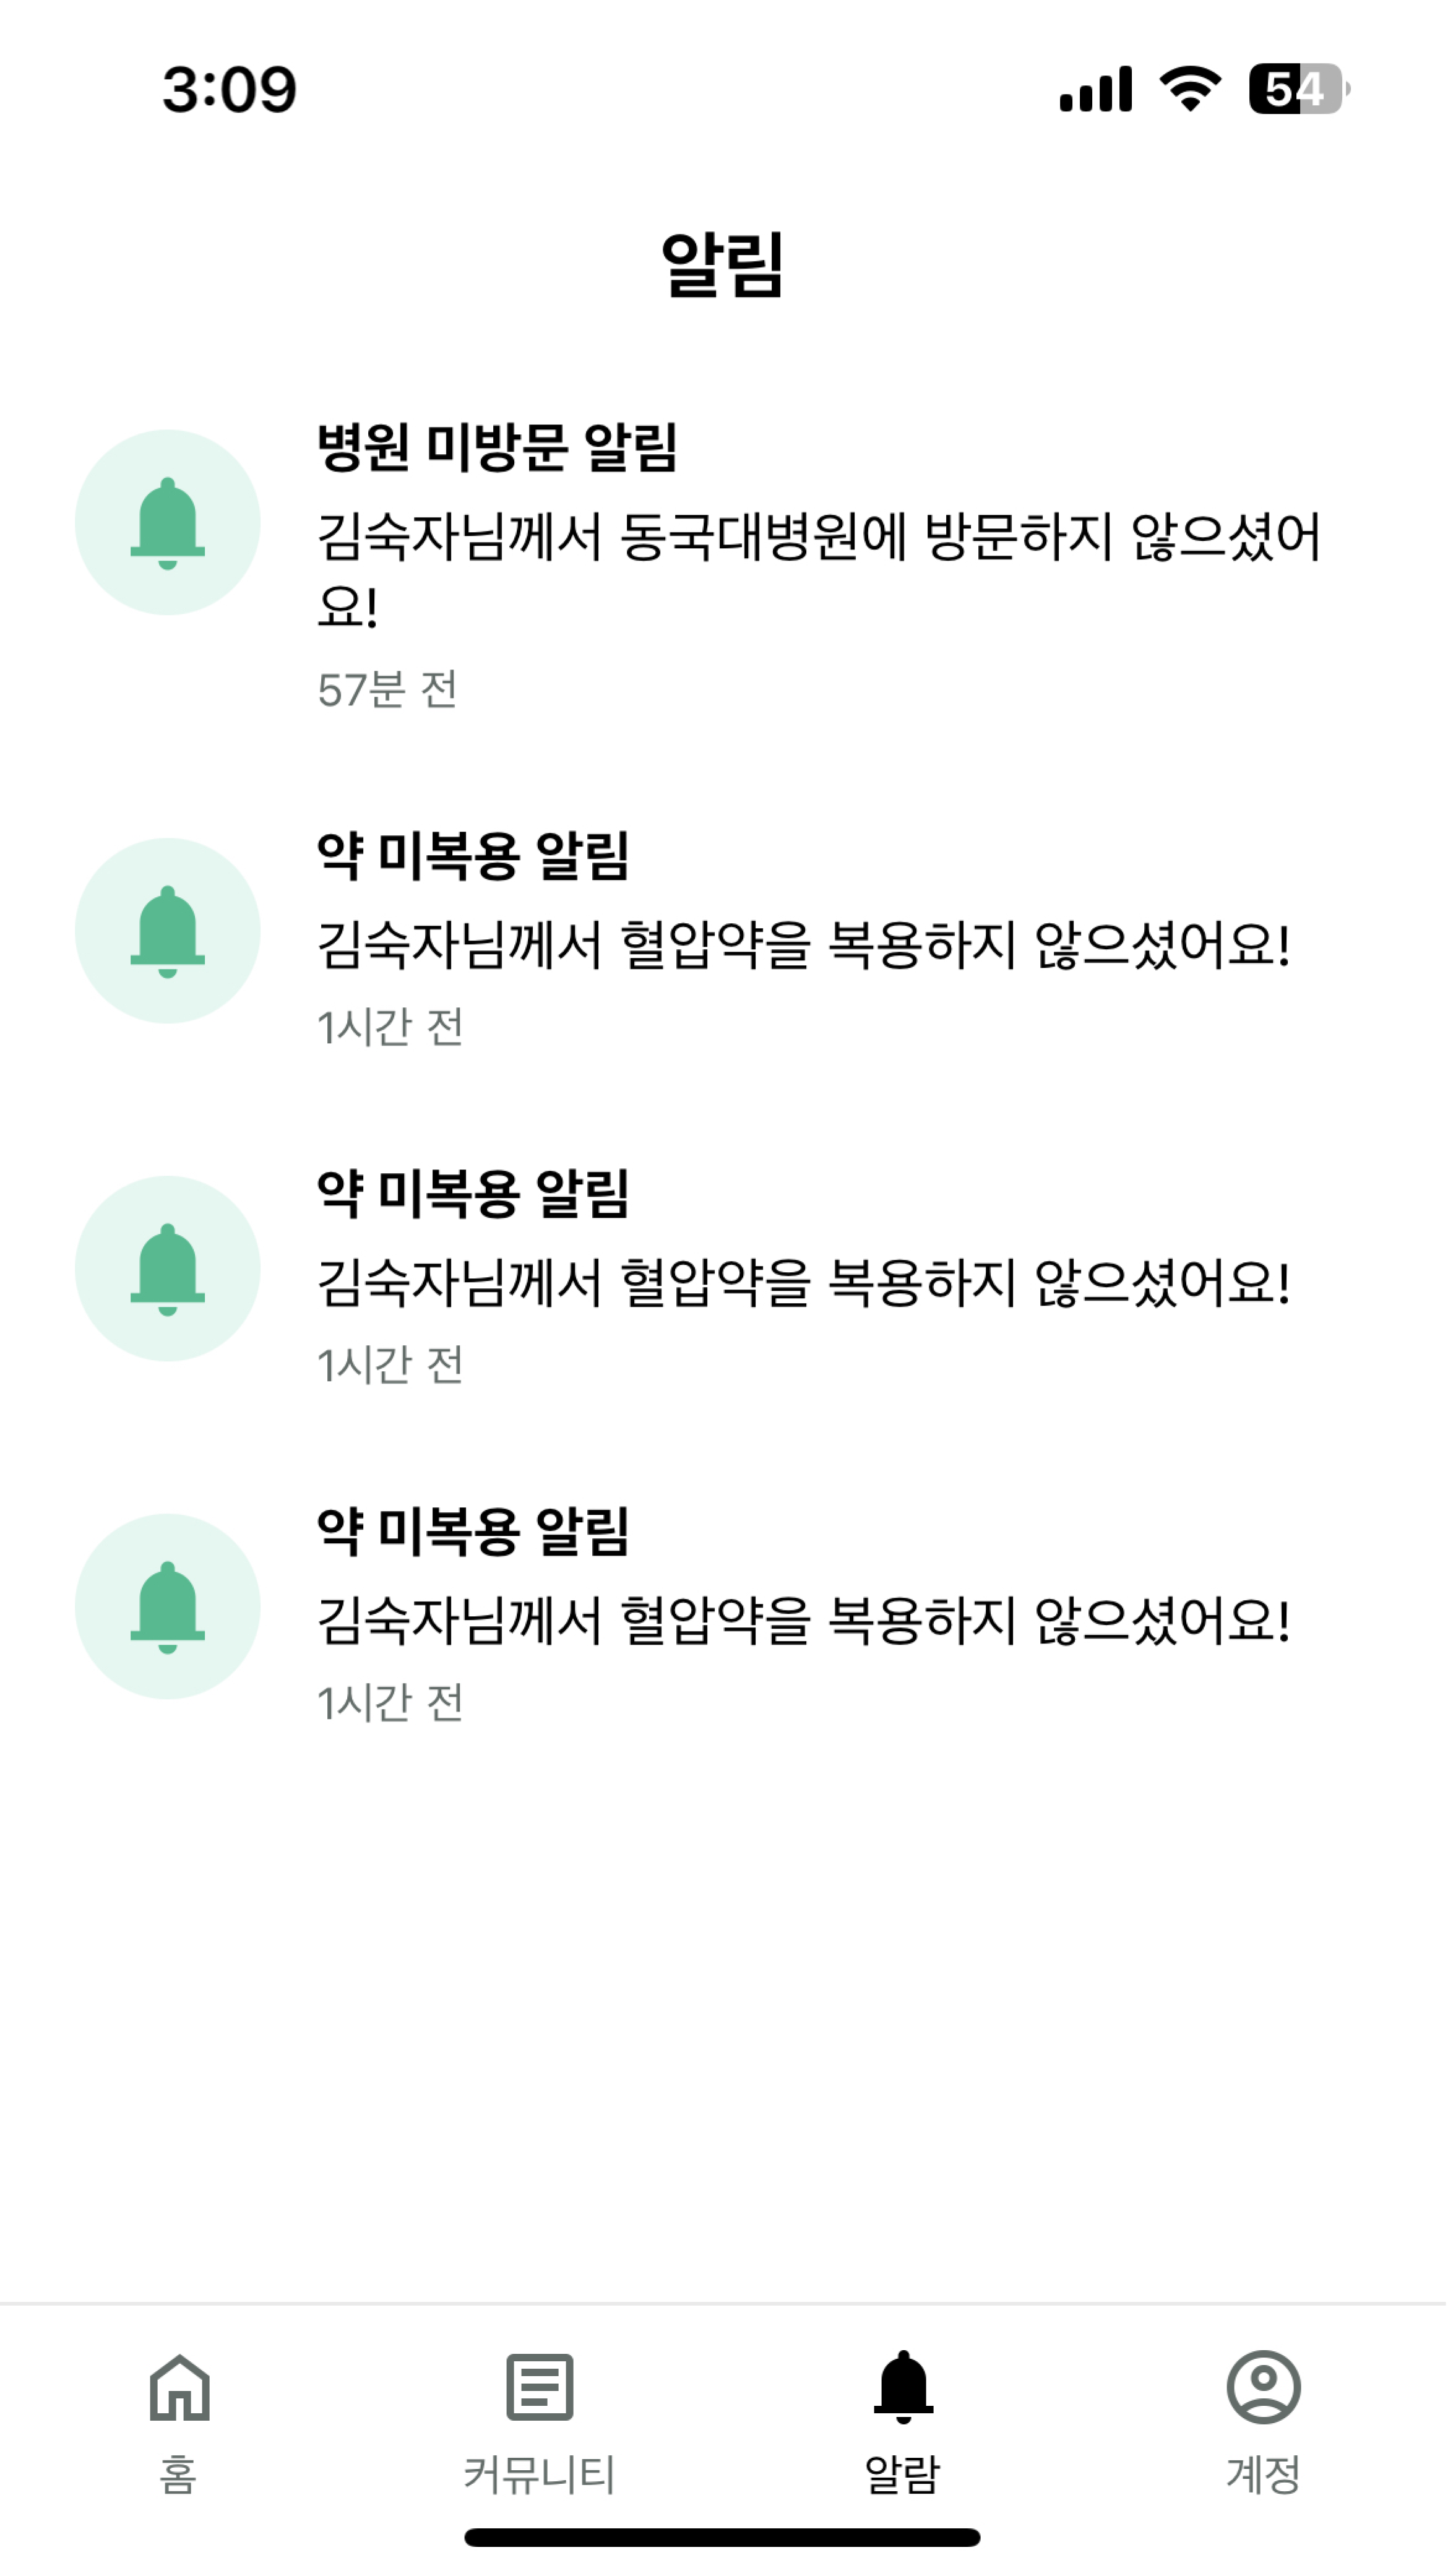 3:09
54
알림
병원 미방문 알림
김숙자님께서 동국대병원에 방문하지 않으셨어
요!
57분 전
약 미복용 알림
김숙자님께서 혈압약을 복용하지 않으셨어요!
1시간 전
약 미복용 알림
김숙자님께서 혈압약을 복용하지 않으셨어요!
1시간 전
약 미복용 알림
김숙자님께서 혈압약을 복용하지 않으셨어요!
1시간 전
홈 커뮤니티 알람 계정